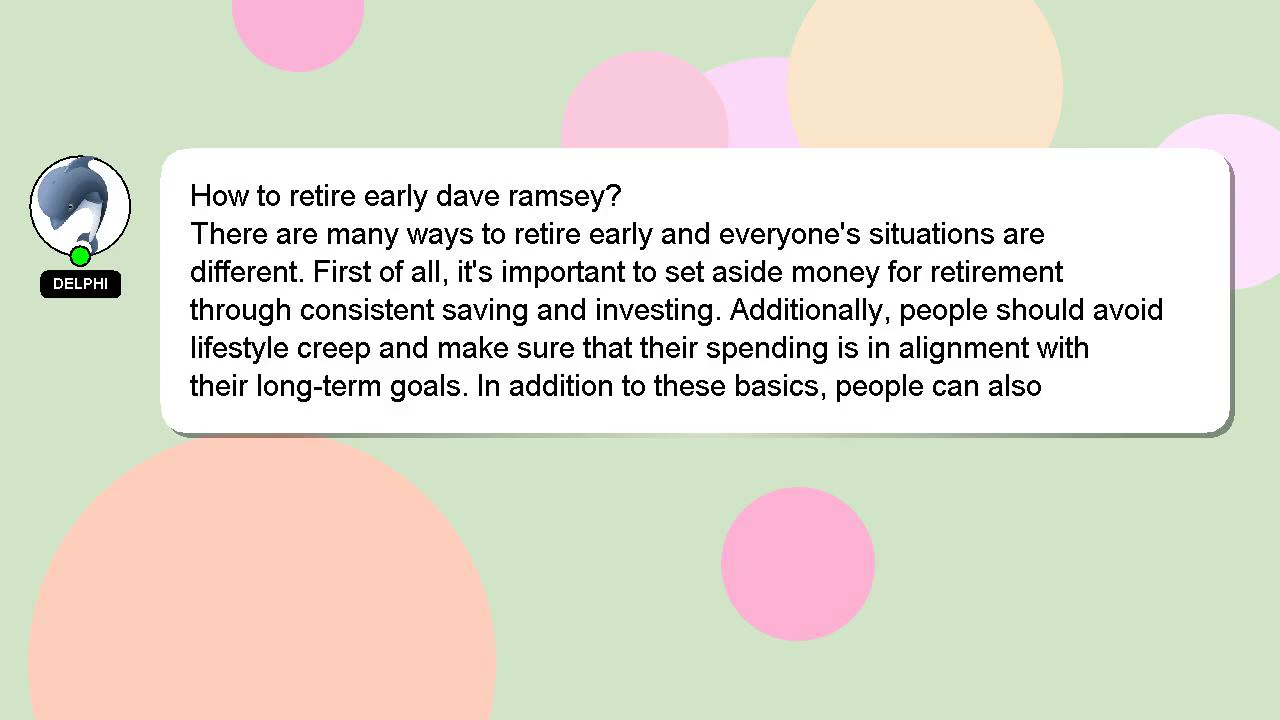 How to retire early dave ramsey?
There are many ways to retire early and everyone's situations are
different. First of all, it's important to set aside money for retirement
through consistent saving and investing. Additionally, people should avoid
lifestyle creep and make sure that their spending is in alignment with
their long-term goals. In addition to these basics, people can also
DELPHI